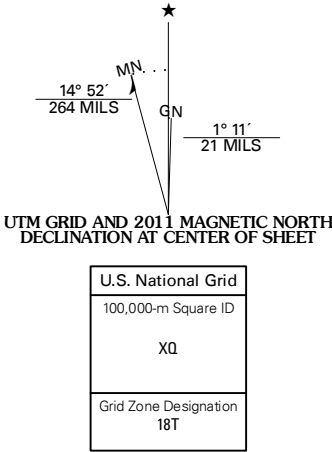 ★
MN
14° 52´
264 MILS
GN
1° 11´
21 MILS
UTM GRID AND 2011 MAGNETIC NORTH
DECLINATION AT CENTER OF SHEET
U.S. National Grid
100,000-m Square ID
XQ
Grid Zone Designation
18T